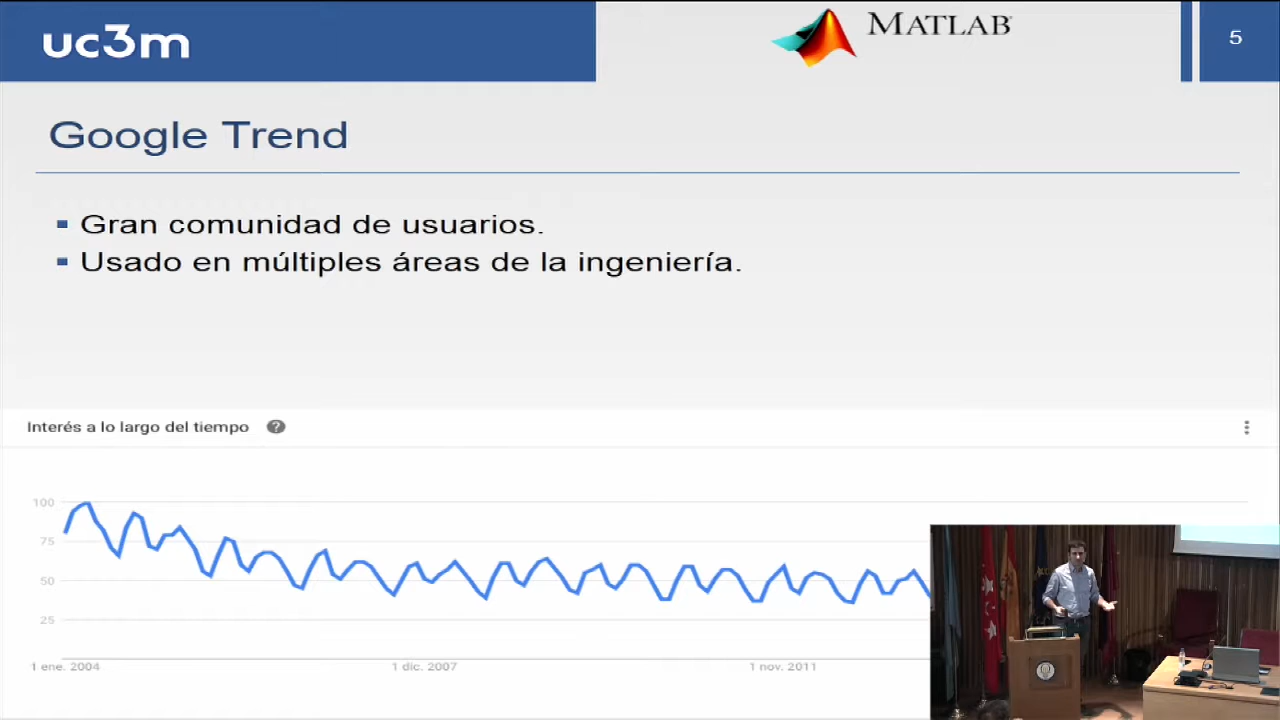 uc3m
MATLAB
5
Google Trend
Gran comunidad de usuarios.
Usado en múltiples áreas de la ingeniería.
Interés a lo largo del tiempo ?
100
75
50
25
1 ene. 2004
1 dic. 2007
1 nov. 2011